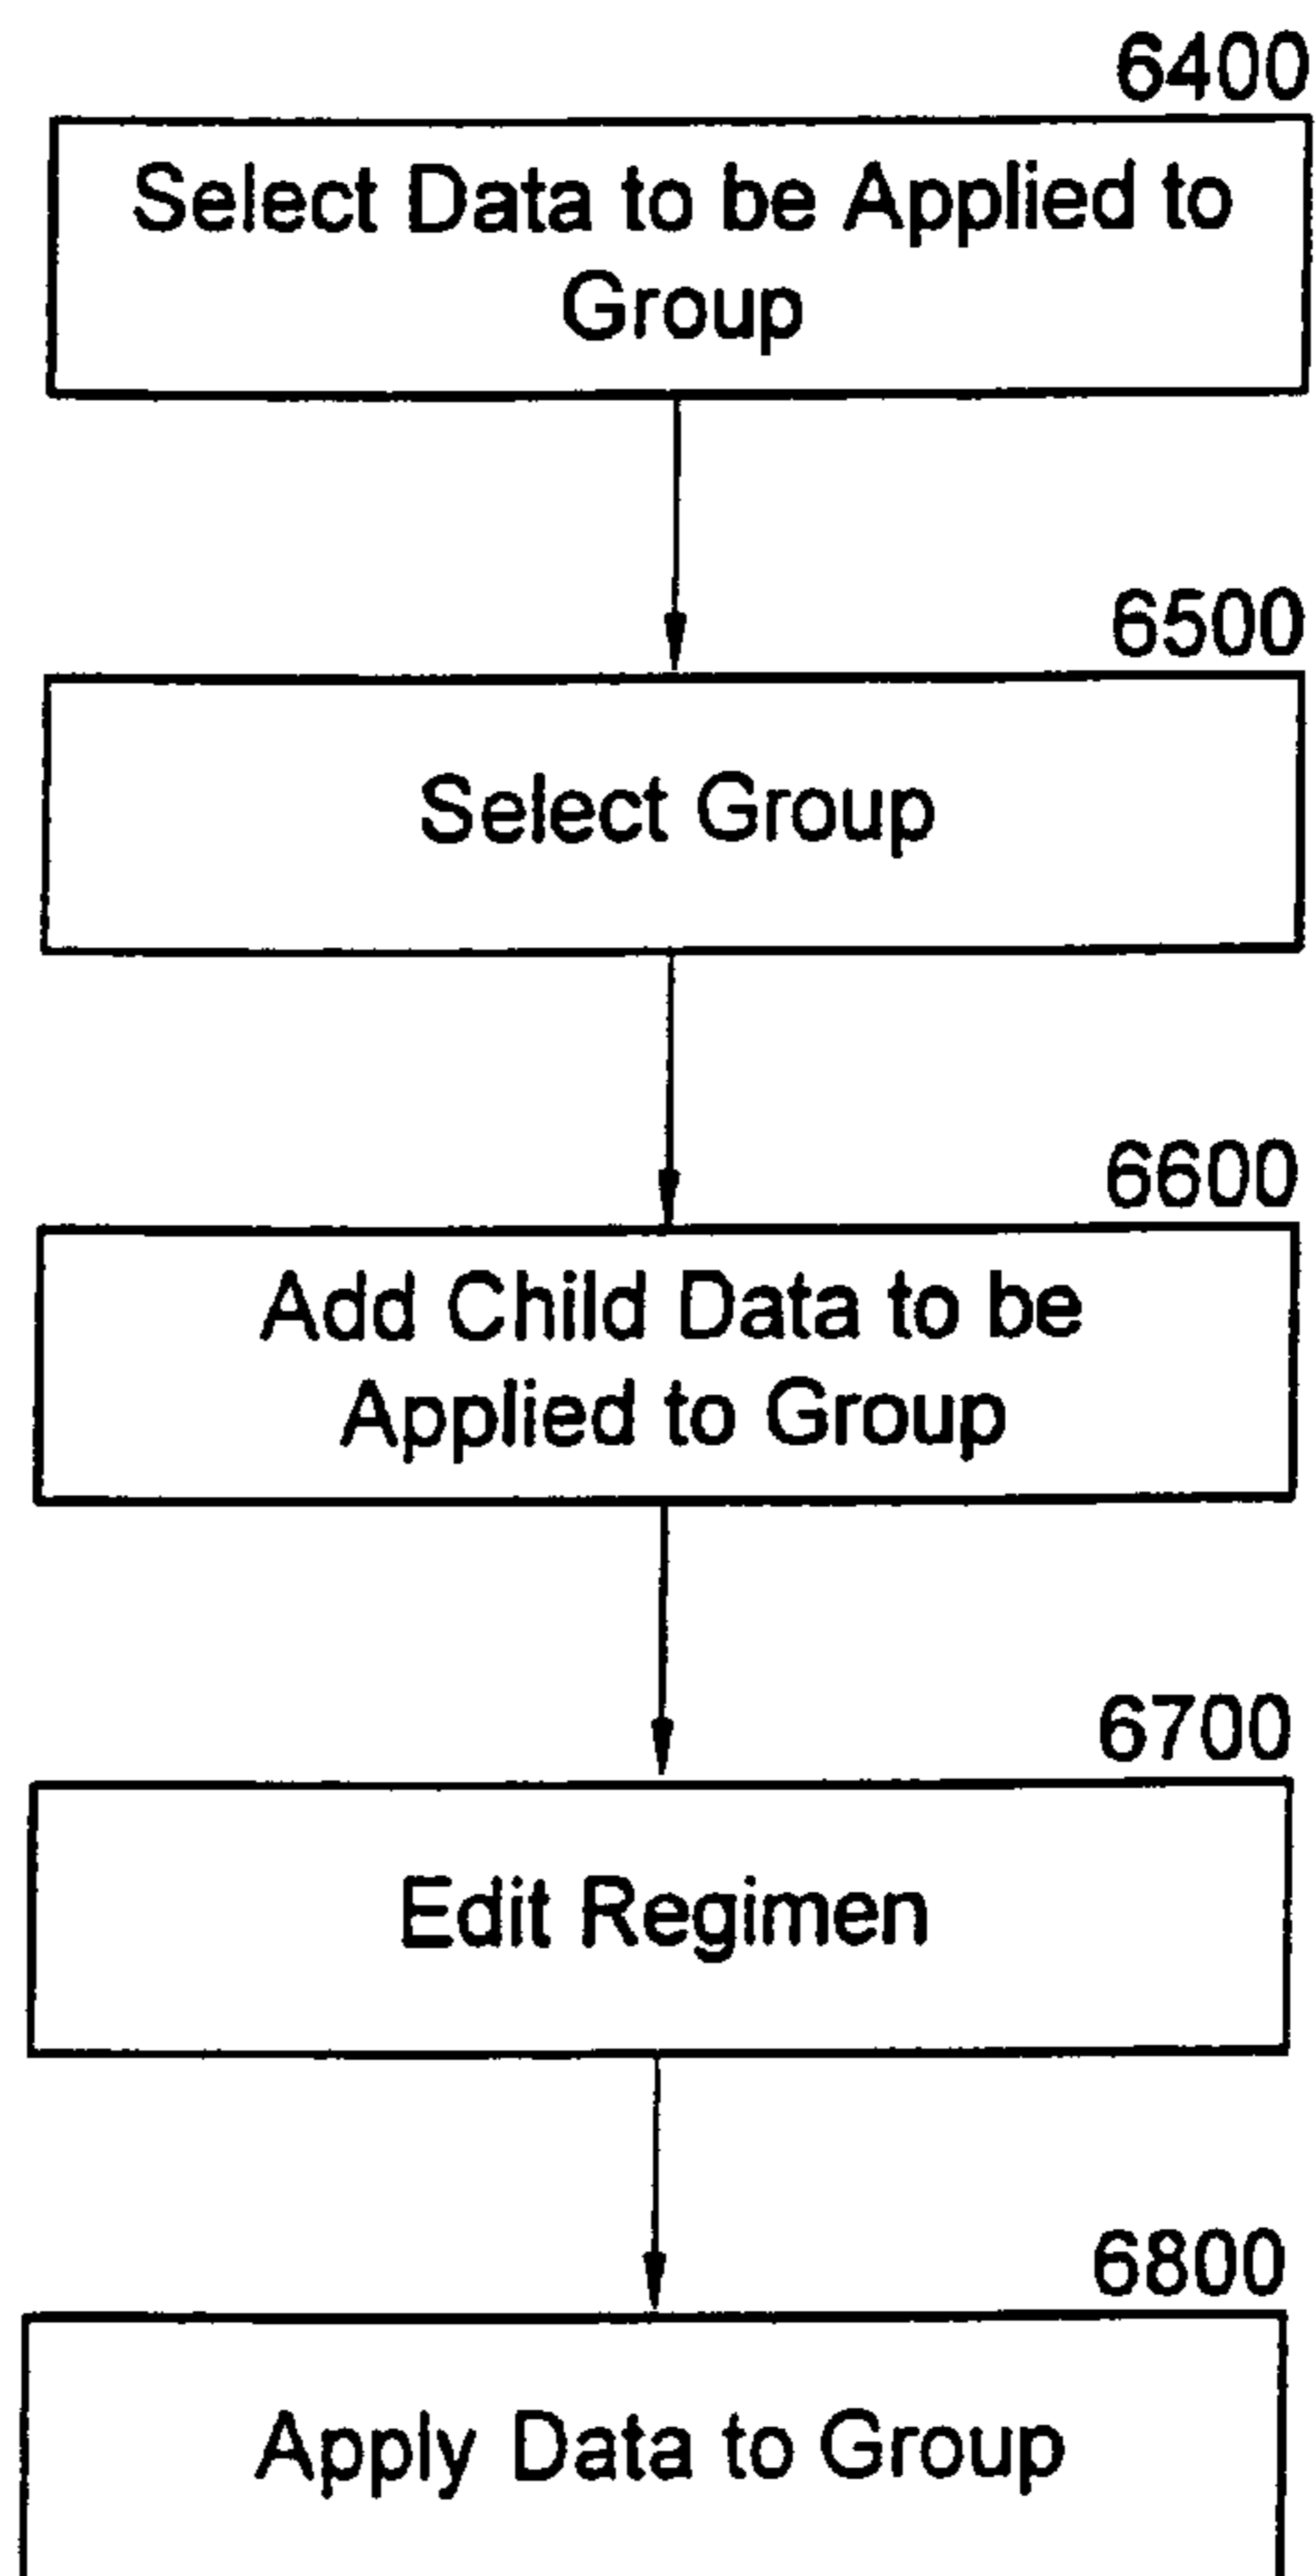 6400
Select Data to be Applied to
Group
6500
Select Group
6600
Add Child Data to be
Applied to Group
6700
Edit Regimen
6800
Apply Data to Group